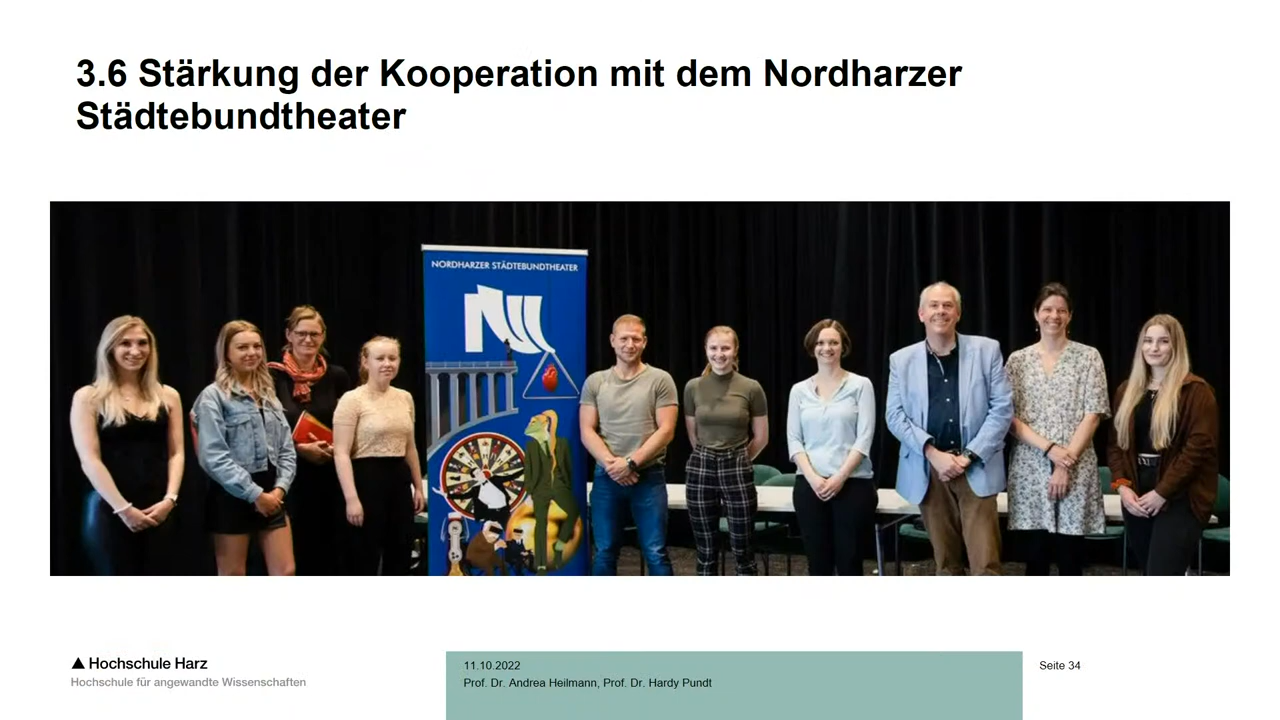 3.6 Stärkung der Kooperation mit dem Nordharzer
Städtebundtheater
NORDHARZER STÄDTEBUNDTHEATER
Hochschule Harz
Hochschule für angewandte Wissenschaften
11.10.2022
Prof. Dr. Andrea Heilmann, Prof. Dr. Hardy Pundt
Seite 34